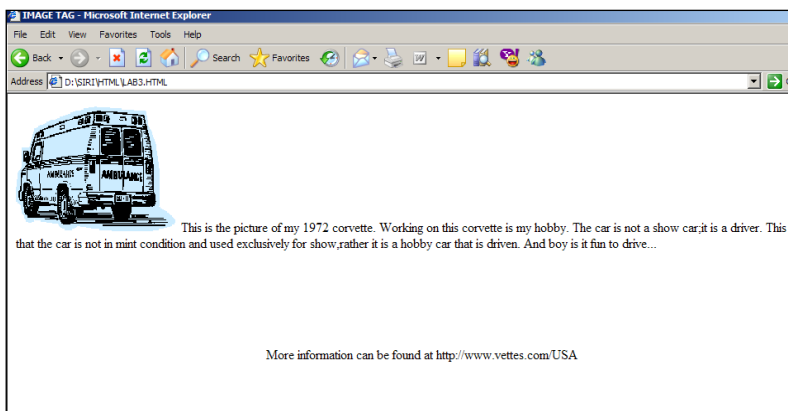 IMAGE TAG - Microsoft Internet Explorer
File Edit View Favorites Tools Help
Back Search Favorites
Address D:\SIRI\HTML\LAB3.HTML
AMBULANCE AMBULANCE
This is the picture of my 1972 corvette. Working on this corvette is my hobby. The car is not a show car;it is a driver. This
that the car is not in mint condition and used exclusively for show,rather it is a hobby car that is driven. And boy is it fun to drive...
More information can be found at http://www.vettes.com/USA